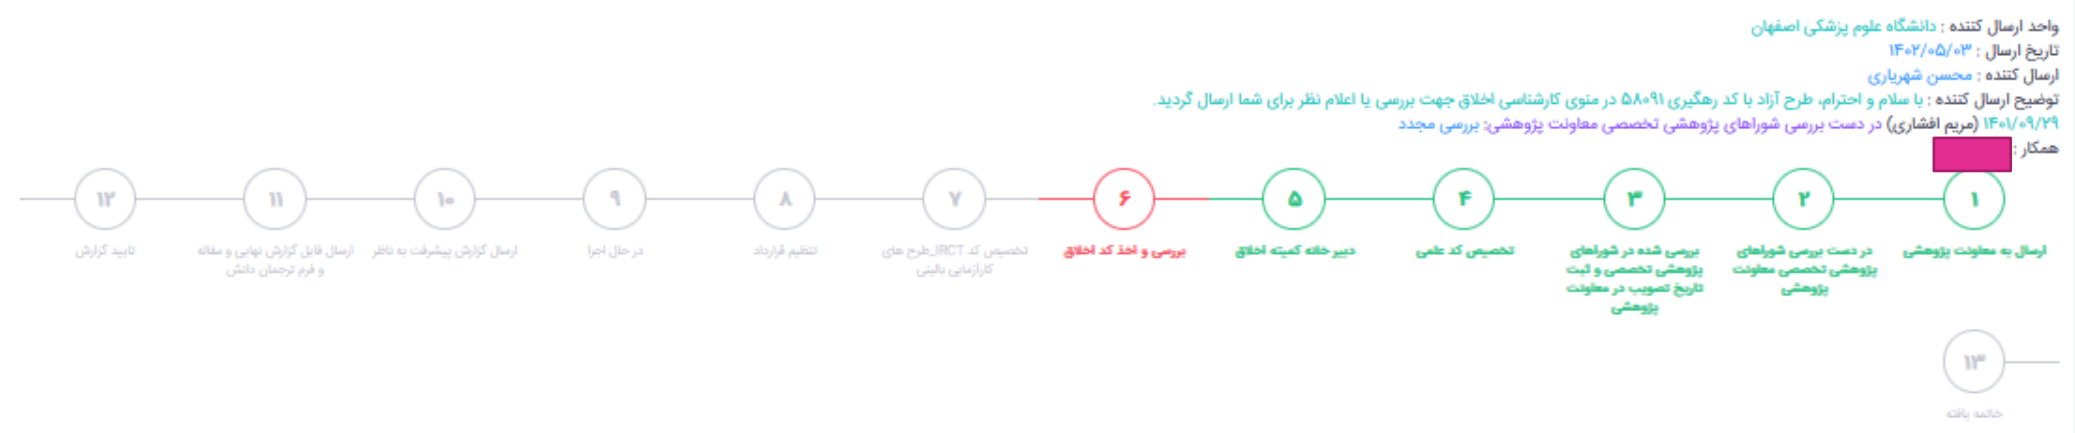 واحد ارسال کننده : دانشگاه علوم پزشکی اصفهان
تاریخ ارسال : ۱۴۰۲/۰۵/۰۳
ارسال کننده : محسن شهریاری
توضیح ارسال کننده : با سلام و احترام، طرح آزاد با کد رهگیری ۵۸۰۹۱ در منوی کارشناسی اخلاق جهت بررسی یا اعلام نظر برای شما ارسال گردید.
۱۴۰۱/۰۹/۲۹ (مریم افشاری) در دست بررسی شوراهای پژوهشی تخصصی معاونت پژوهشی: بررسی مجدد
همکار :
۱
ارسال به معاونت پژوهشی
۲
در دست بررسی شوراهای
پژوهشی تخصصی معاونت
پژوهشی
۳
بررسی شده در شوراهای
پژوهشی تخصصی و ثبت
تاریخ تصویب در معاونت
پژوهشی
۴
تخصیص کد علمی
۵
دبیر خانه کمیته اخلاق
۶
بررسی و اخذ کد اخلاق
۷
تخصیص کد IRCT_طرح های
کارآزمایی بالینی
۸
تنظیم قرارداد
۹
در حال اجرا
۱۰
ارسال گزارش پیشرفت به ناظر
۱۱
ارسال فایل گزارش نهایی و مقاله
و فرم ترجمان دانش
۱۲
تایید گزارش
۱۳
خاتمه یافته